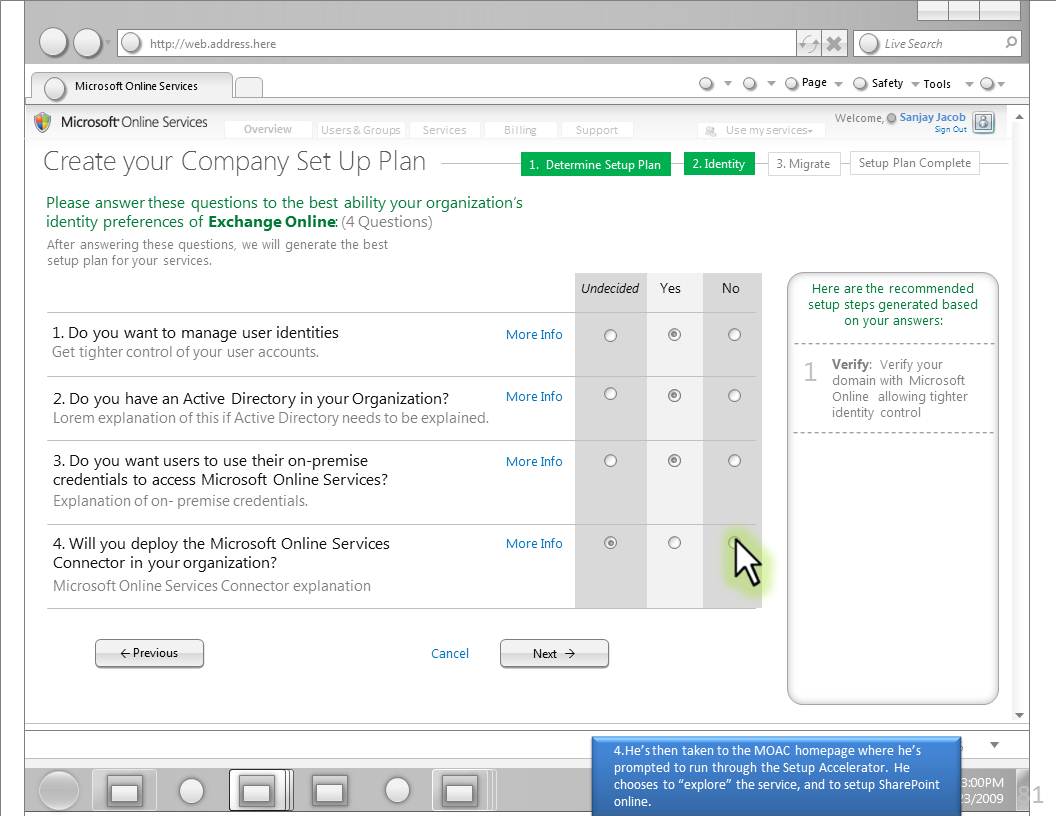 http://web.address.here
Live Search
Microsoft Online Services
Page
Safety
Tools
Microsoft Online Services
Overview
Users & Groups
Services
Billing
Support
Use my services
Welcome, Sanjay Jacob
Sign Out
Create your Company Set Up Plan
1. Determine Setup Plan
2. Identity
3. Migrate
Setup Plan Complete
Please answer these questions to the best ability your organization's
identity preferences of Exchange Online: (4 Questions)
After answering these questions, we will generate the best
setup plan for your services.
Undecided Yes No
1. Do you want to manage user identities
More Info
Get tighter control of your user accounts.
2. Do you have an Active Directory in your Organization?
More Info
Lorem explanation of this if Active Directory needs to be explained.
3. Do you want users to use their on-premise
More Info
credentials to access Microsoft Online Services?
Explanation of on- premise credentials.
4. Will you deploy the Microsoft Online Services
More Info
Connector in your organization?
Microsoft Online Services Connector explanation
← Previous
Cancel
Next →
Here are the recommended
setup steps generated based
on your answers:
1
Verify: Verify your
domain with Microsoft
Online allowing tighter
identity control
4.He's then taken to the MOAC homepage where he's
prompted to run through the Setup Accelerator. He
chooses to "explore" the service, and to setup SharePoint
online.
3:00PM
3/2009
81